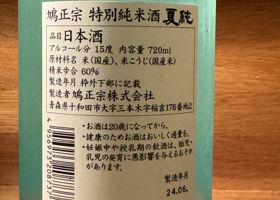 鳩正宗 特別純米酒 夏純
品目 日本酒
アルコール分 15度 内容量 720ml
原材料名 米(国産)、米こうじ(国産米)
精米歩合 60%
製造年月 枠外下部に記載
製造者 鳩正宗株式会社
青森県十和田市大字三本木字稲吉176番地2
・お酒は20歳になってから。
・健康のためお酒はおいしく適量を。
・妊娠中や授乳期の飲酒は、胎児・
乳児の発育に悪影響を与えるおそれ
があります。
製造年月
24.06.